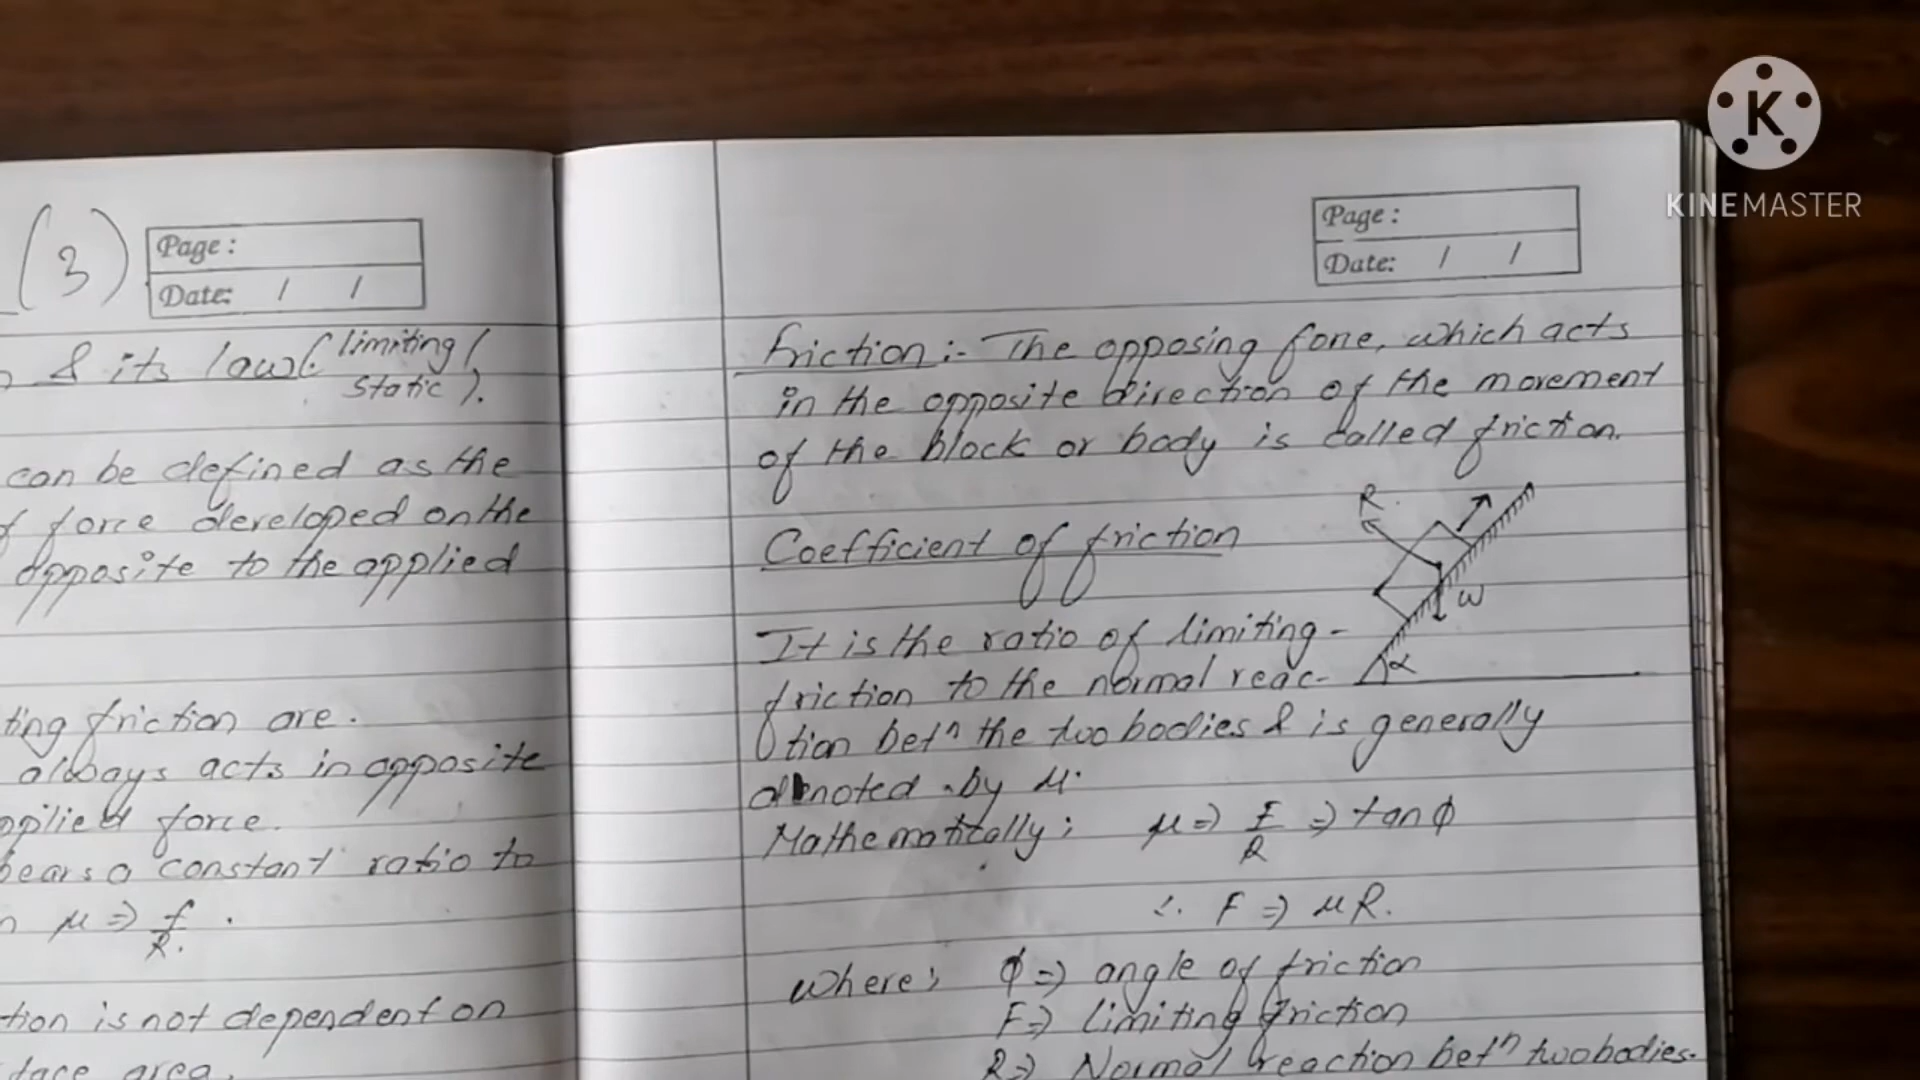 (3)
Page :
Date: / /
& its law (limiting /
static).
can be defined as the
force developed on the
opposite to the applied
ting friction are.
always acts in opposite
pplied force.
bears a constant ratio to
μ => f/R.
tion is not dependent on
face area.
Page :
Date: / /
Friction :- The opposing force, which acts
in the opposite direction of the movement
of the block or body is called friction.
Coefficient of friction
R
W
α
It is the ratio of limiting -
friction to the normal reac-
tion betn the two bodies & is generally
denoted by μ.
Mathematically; μ => F/R => tan φ
∴ F => μR.
where; φ => angle of friction
F => limiting friction
R => Normal reaction betn two bodies.
K
KINEMASTER